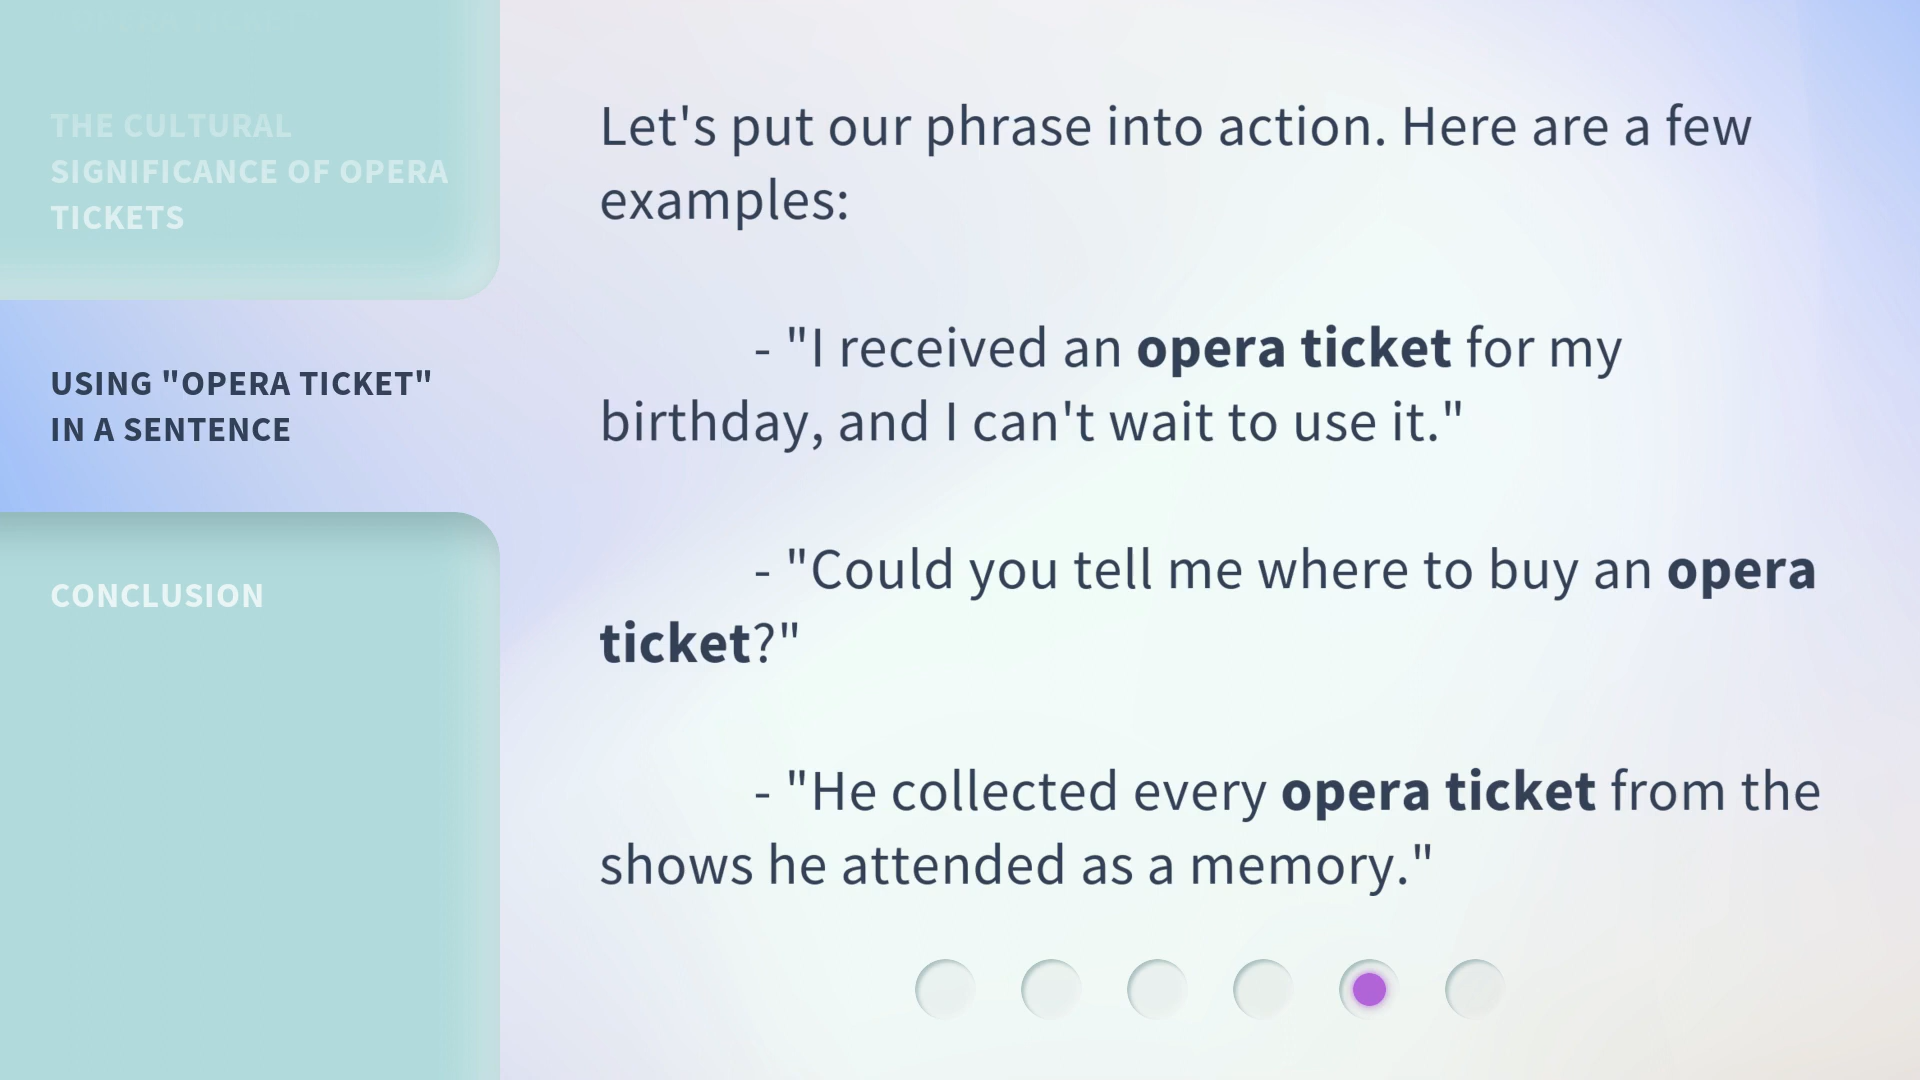 THE CULTURAL
SIGNIFICANCE OF OPERA
TICKETS
USING "OPERA TICKET"
IN A SENTENCE
CONCLUSION
Let's put our phrase into action. Here are a few
examples:
- "I received an opera ticket for my
birthday, and I can't wait to use it."
- "Could you tell me where to buy an opera
ticket?"
- "He collected every opera ticket from the
shows he attended as a memory."